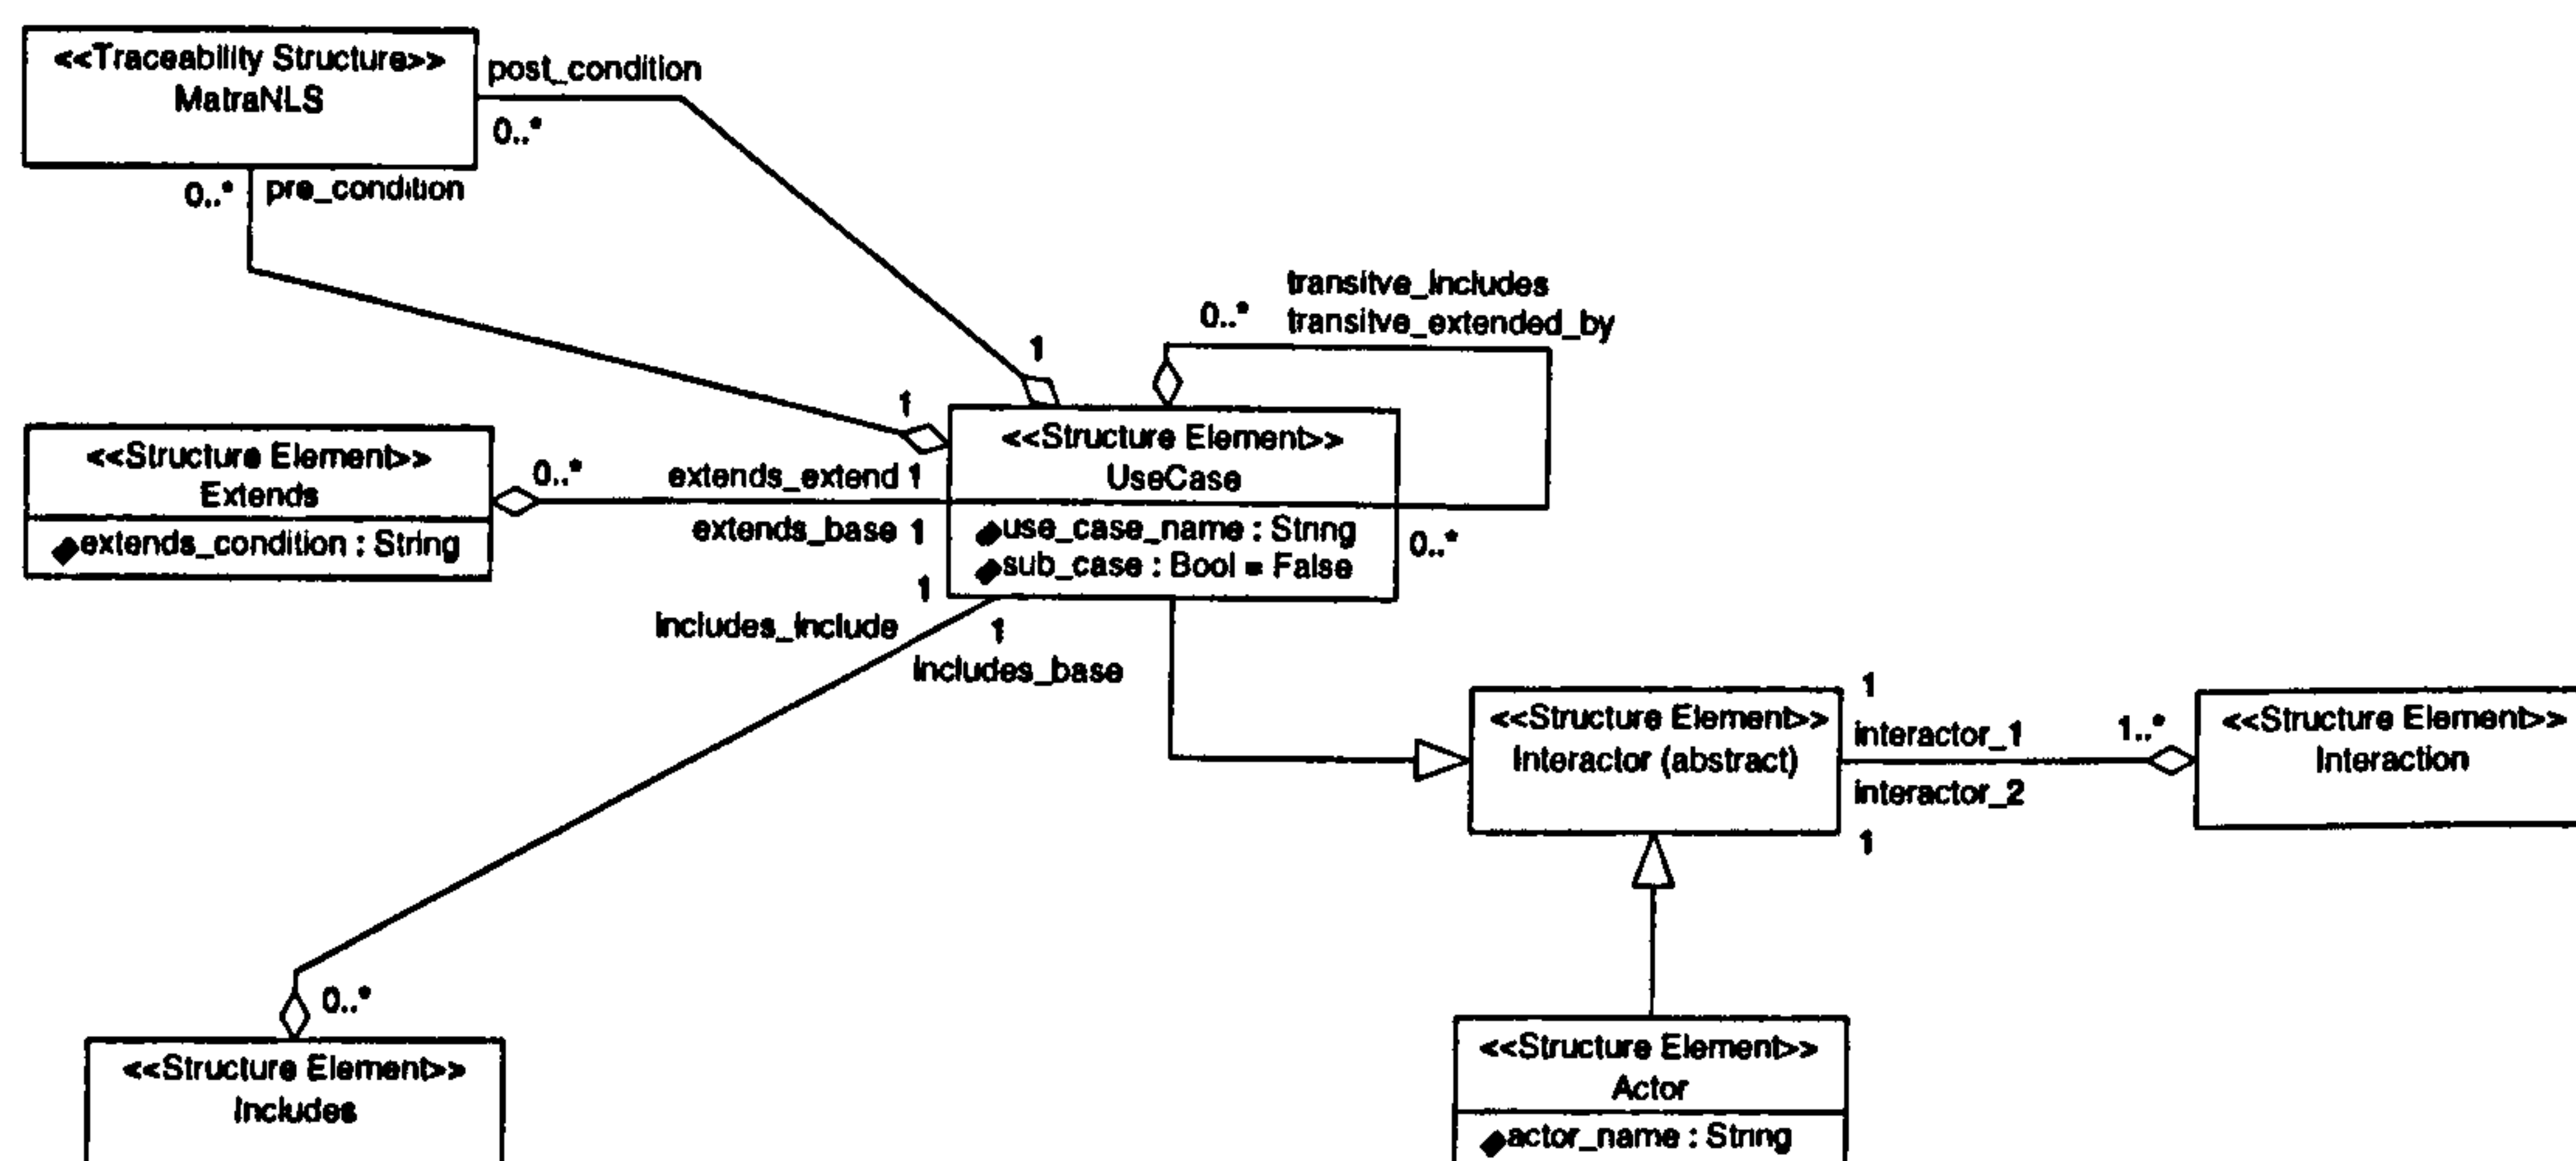 <<Traceability Structure>>
MatraNLS
post_condition
0..*
0..*
pre_condition
transitve_includes
0..*
transitve_extended_by
1
1
<<Structure Element>>
Extends
extends_condition : String
0..*
extends_extend 1
extends_base 1
<<Structure Element>>
UseCase
use_case_name : String
sub_case : Bool = False
0..*
1
includes_include
1
includes_base
<<Structure Element>>
Interactor (abstract)
1
interactor_1
interactor_2
1
1..*
<<Structure Element>>
Interaction
0..*
<<Structure Element>>
Includes
<<Structure Element>>
Actor
actor_name : String